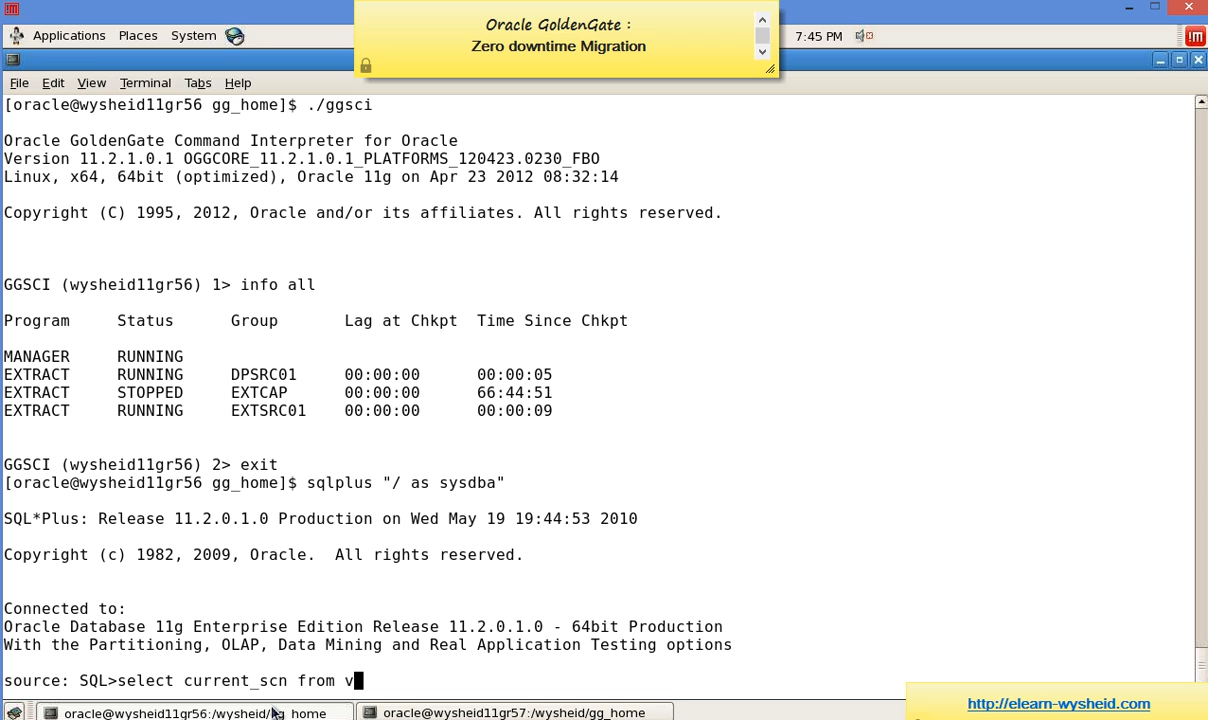 Oracle GoldenGate :
Zero downtime Migration
Applications Places System
7:45 PM
File Edit View Terminal Tabs Help
[oracle@wysheid11gr56 gg_home]$ ./ggsci
Oracle GoldenGate Command Interpreter for Oracle
Version 11.2.1.0.1 OGGCORE_11.2.1.0.1_PLATFORMS_120423.0230_FBO
Linux, x64, 64bit (optimized), Oracle 11g on Apr 23 2012 08:32:14
Copyright (C) 1995, 2012, Oracle and/or its affiliates. All rights reserved.
GGSCI (wysheid11gr56) 1> info all
Program Status Group Lag at Chkpt Time Since Chkpt
MANAGER RUNNING
EXTRACT RUNNING DPSRC01 00:00:00 00:00:05
EXTRACT STOPPED EXTCAP 00:00:00 66:44:51
EXTRACT RUNNING EXTSRC01 00:00:00 00:00:09
GGSCI (wysheid11gr56) 2> exit
[oracle@wysheid11gr56 gg_home]$ sqlplus "/ as sysdba"
SQL*Plus: Release 11.2.0.1.0 Production on Wed May 19 19:44:53 2010
Copyright (c) 1982, 2009, Oracle. All rights reserved.
Connected to:
Oracle Database 11g Enterprise Edition Release 11.2.0.1.0 - 64bit Production
With the Partitioning, OLAP, Data Mining and Real Application Testing options
source: SQL>select current_scn from v
http://elearn-wysheid.com
oracle@wysheid11gr56:/wysheid/gg_home
oracle@wysheid11gr57:/wysheid/gg_home